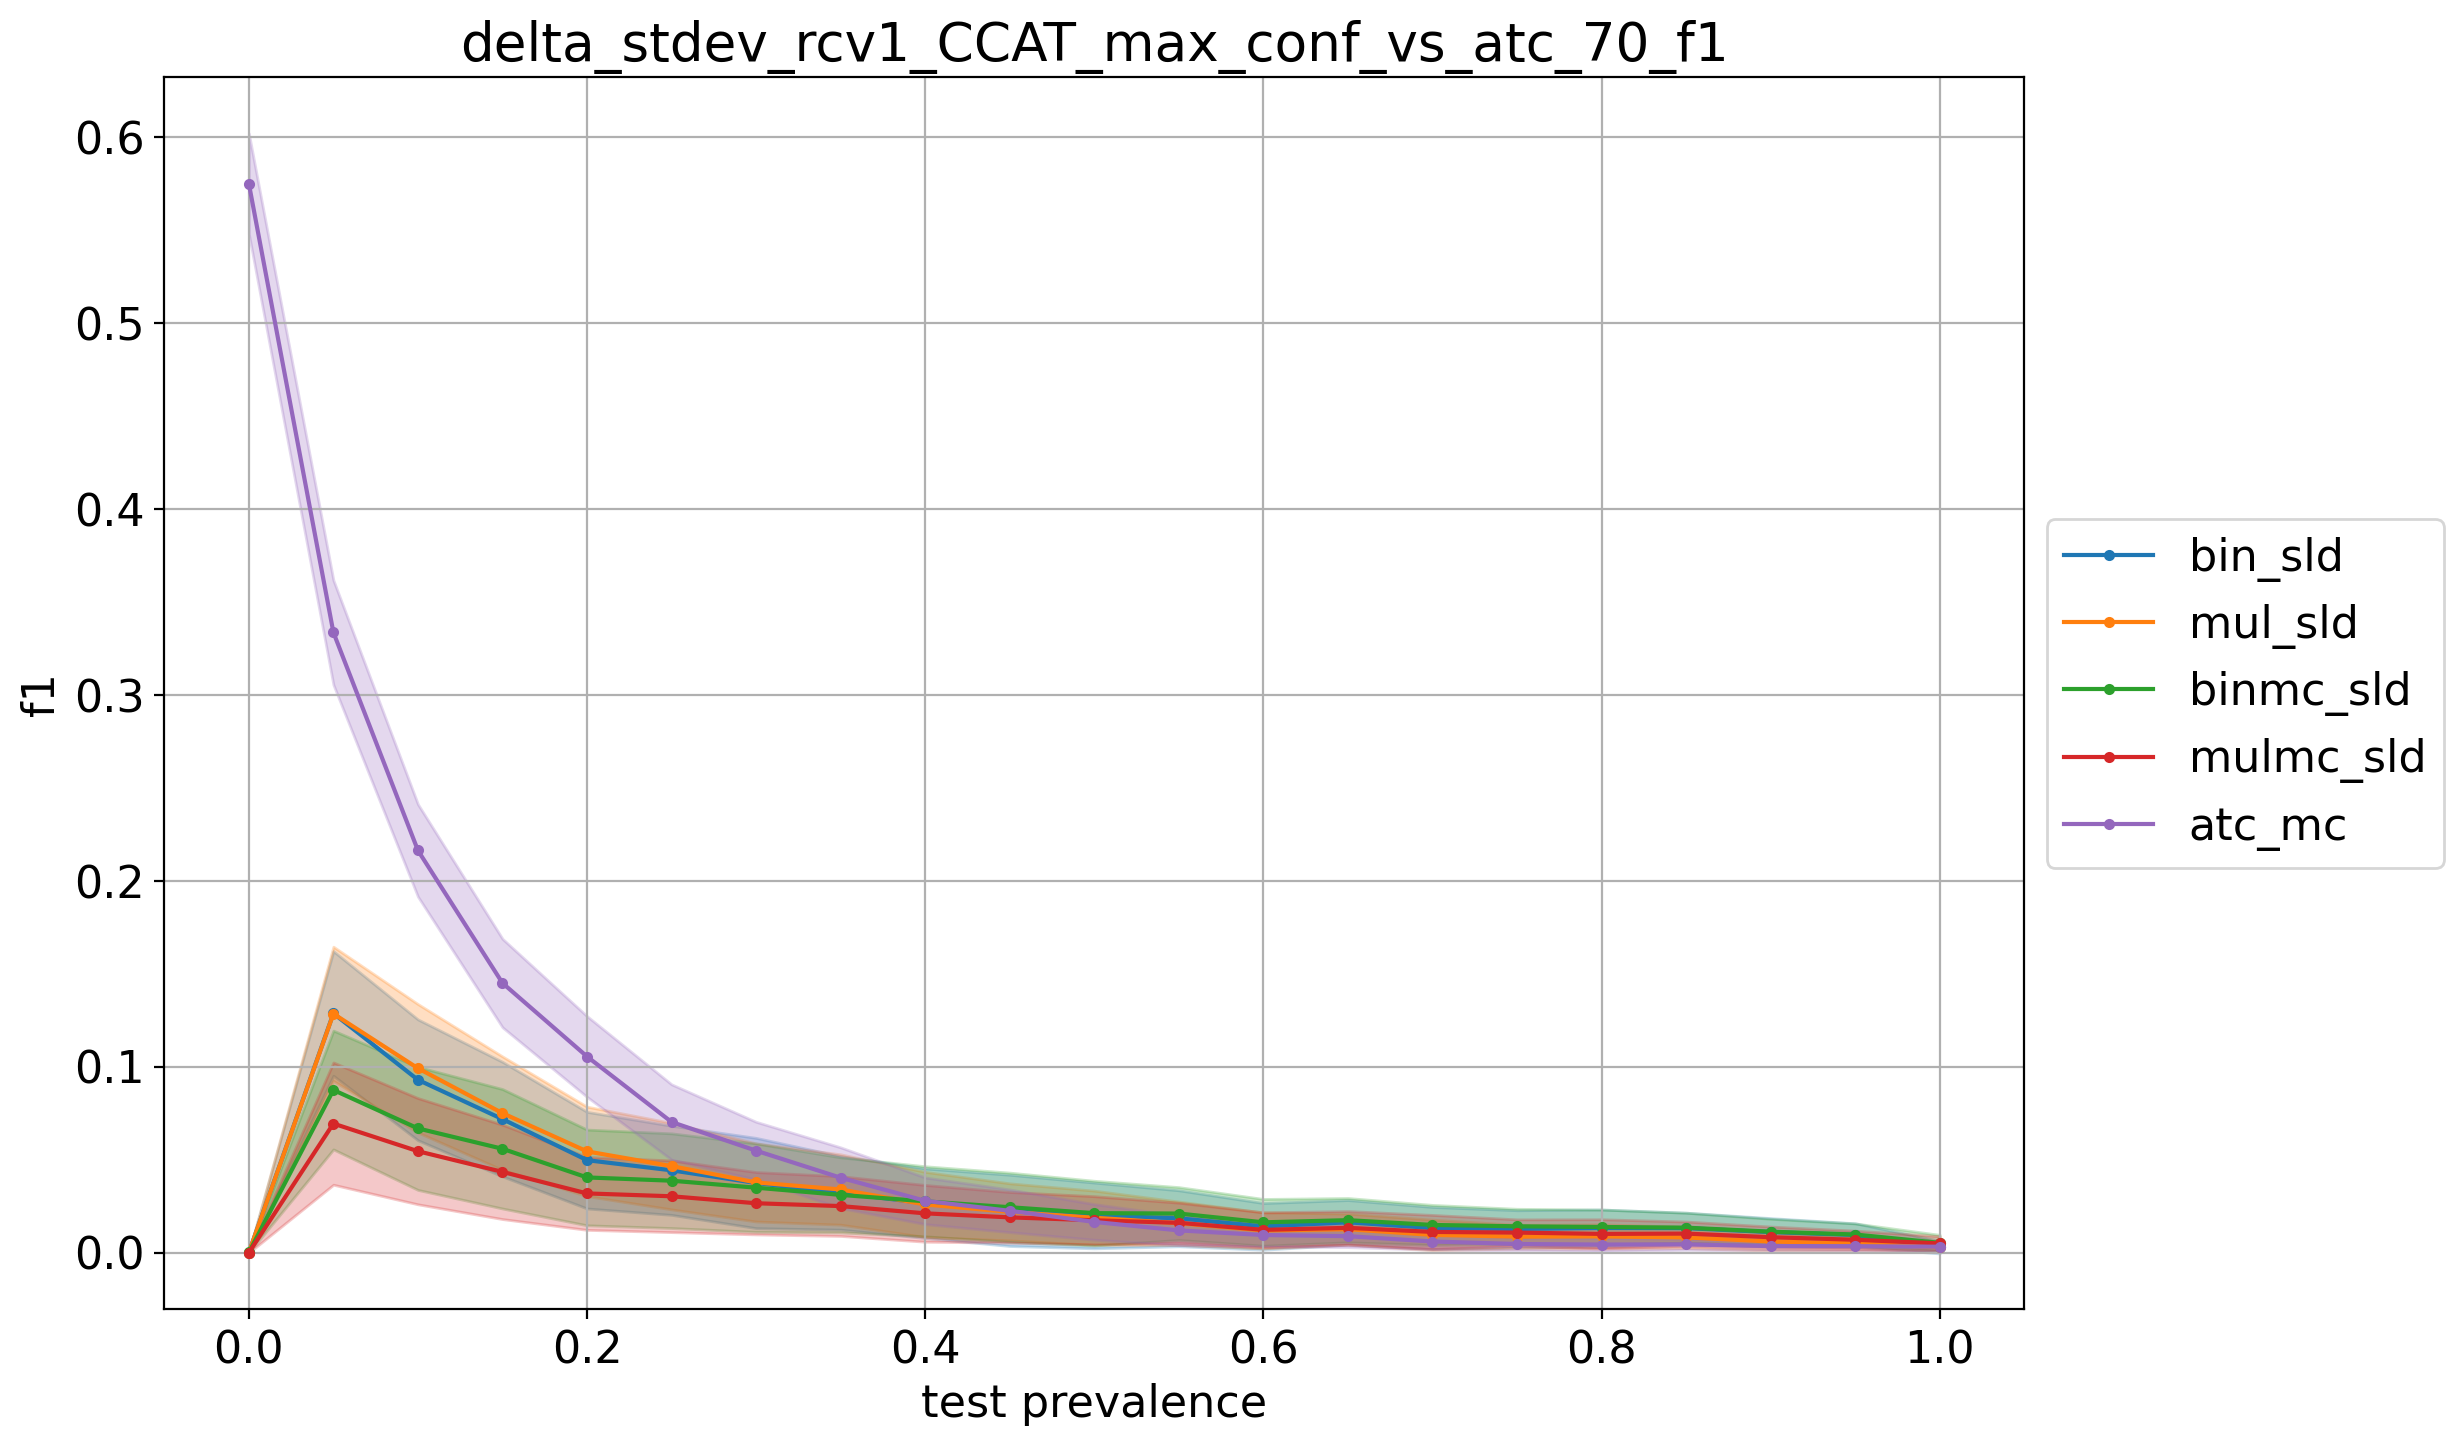 delta_stdev_rcv1_CCAT_max_conf_vs_atc_70_f1
0.6
0.5
0.4
0.3
0.2
0.1
0.0
f1
0.0 0.2 0.4 0.6 0.8 1.0
test prevalence
bin_sld
mul_sld
binmc_sld
mulmc_sld
atc_mc